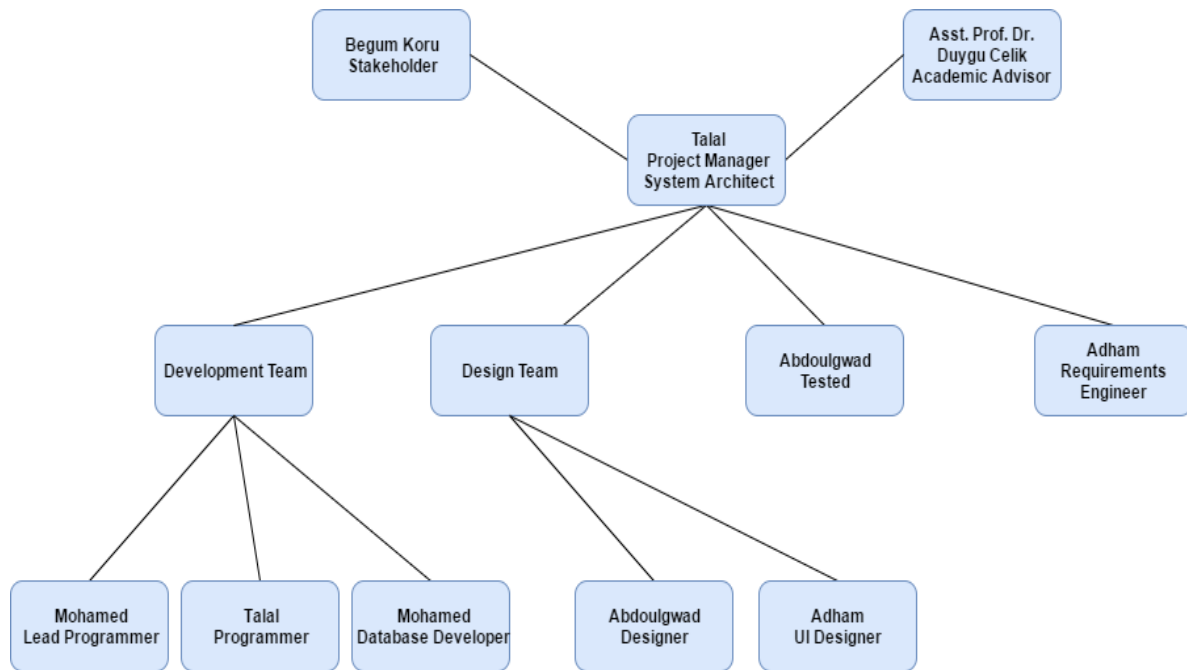 Begum Koru
Stakeholder
Asst. Prof. Dr.
Duygu Celik
Academic Advisor
Talal
Project Manager
System Architect
Development Team
Design Team
Abdoulgwad
Tested
Adham
Requirements
Engineer
Mohamed
Lead Programmer
Talal
Programmer
Mohamed
Database Developer
Abdoulgwad
Designer
Adham
UI Designer